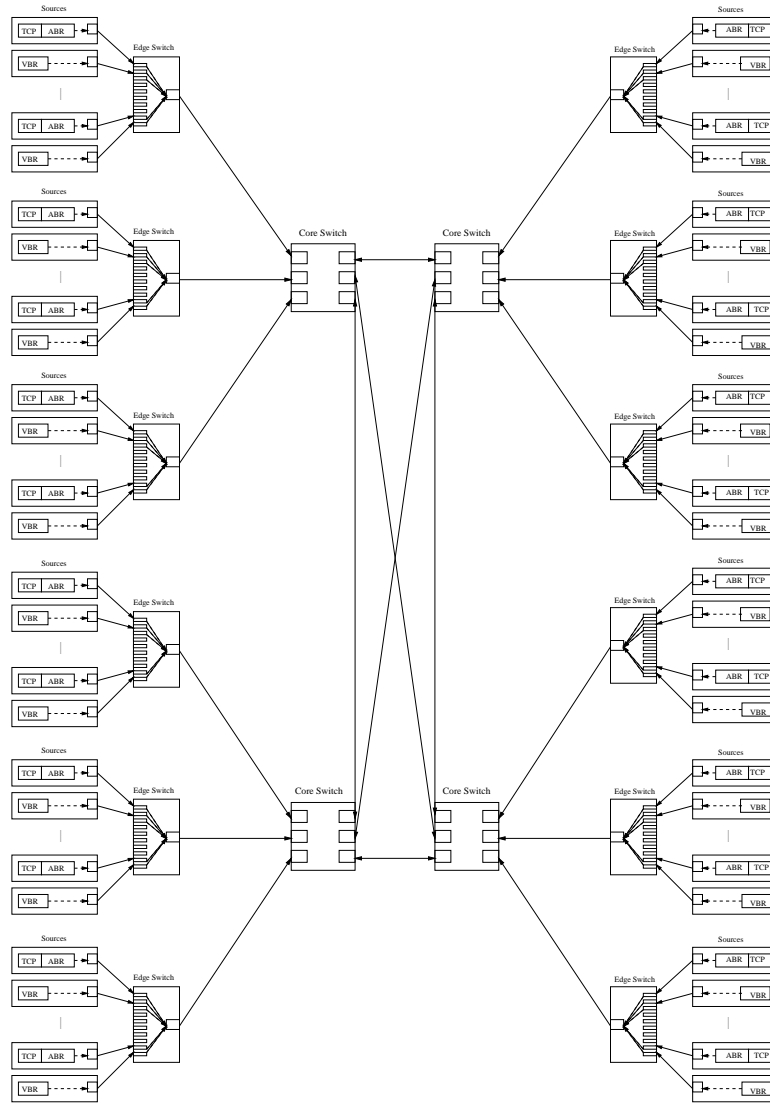 Sources
Sources
TCP ABR
ABR TCP
Edge Switch
Edge Switch
VBR
VBR
TCP ABR
ABR TCP
VBR
VBR
Sources
Sources
TCP ABR
ABR TCP
Edge Switch
Edge Switch
Core Switch
Core Switch
VBR
VBR
TCP ABR
ABR TCP
VBR
VBR
Sources
Sources
TCP ABR
ABR TCP
Edge Switch
Edge Switch
VBR
VBR
TCP ABR
ABR TCP
VBR
VBR
Sources
Sources
TCP ABR
ABR TCP
Edge Switch
Edge Switch
VBR
VBR
TCP ABR
ABR TCP
VBR
VBR
Sources
Sources
TCP ABR
ABR TCP
Edge Switch
Edge Switch
Core Switch
Core Switch
VBR
VBR
TCP ABR
ABR TCP
VBR
VBR
Sources
Sources
TCP ABR
ABR TCP
Edge Switch
Edge Switch
VBR
VBR
TCP ABR
ABR TCP
VBR
VBR